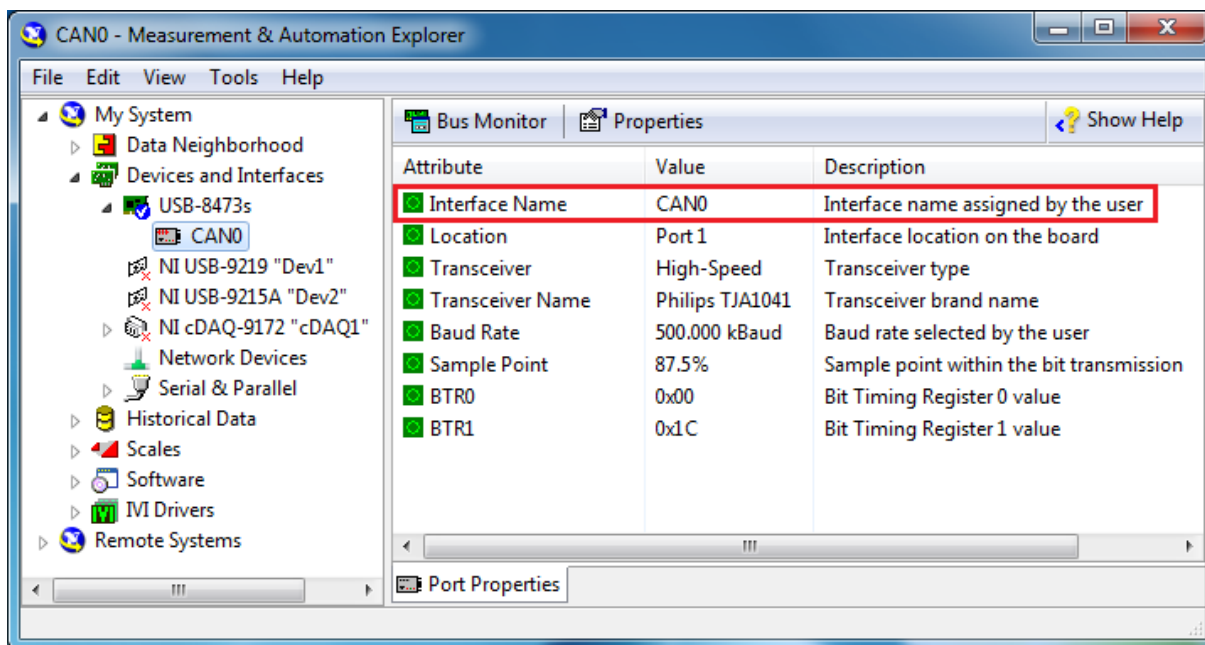 CAN0 - Measurement & Automation Explorer
File Edit View Tools Help
My System
Data Neighborhood
Devices and Interfaces
USB-8473s
CAN0
NI USB-9219 "Dev1"
NI USB-9215A "Dev2"
NI cDAQ-9172 "cDAQ1"
Network Devices
Serial & Parallel
Historical Data
Scales
Software
IVI Drivers
Remote Systems
Bus Monitor Properties Show Help
Attribute Value Description
Interface Name CAN0 Interface name assigned by the user
Location Port 1 Interface location on the board
Transceiver High-Speed Transceiver type
Transceiver Name Philips TJA1041 Transceiver brand name
Baud Rate 500.000 kBaud Baud rate selected by the user
Sample Point 87.5% Sample point within the bit transmission
BTR0 0x00 Bit Timing Register 0 value
BTR1 0x1C Bit Timing Register 1 value
Port Properties